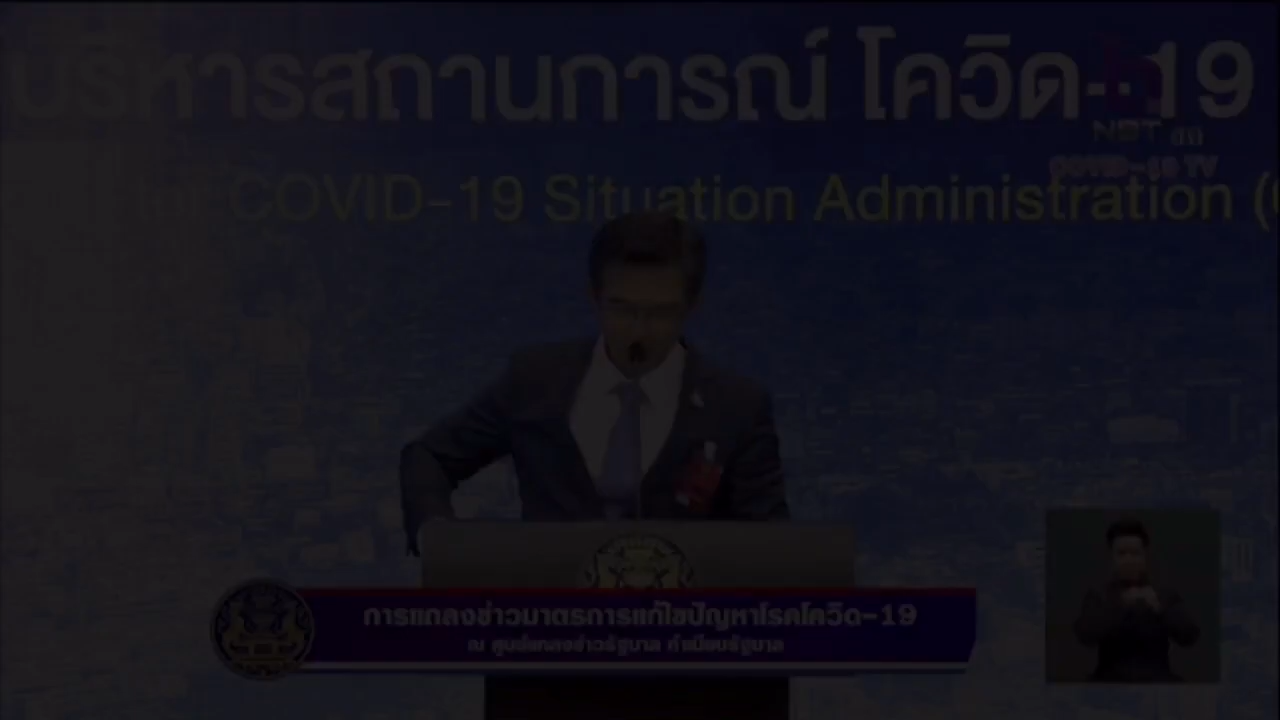 บริหารสถานการณ์ โควิด-19
NBT
COVID-19 TV
for COVID-19 Situation Administration (
การแถลงข่าวมาตรการแก้ไขปัญหาโรคโควิด-19
ณ ศูนย์แถลงข่าวรัฐบาล ทำเนียบรัฐบาล